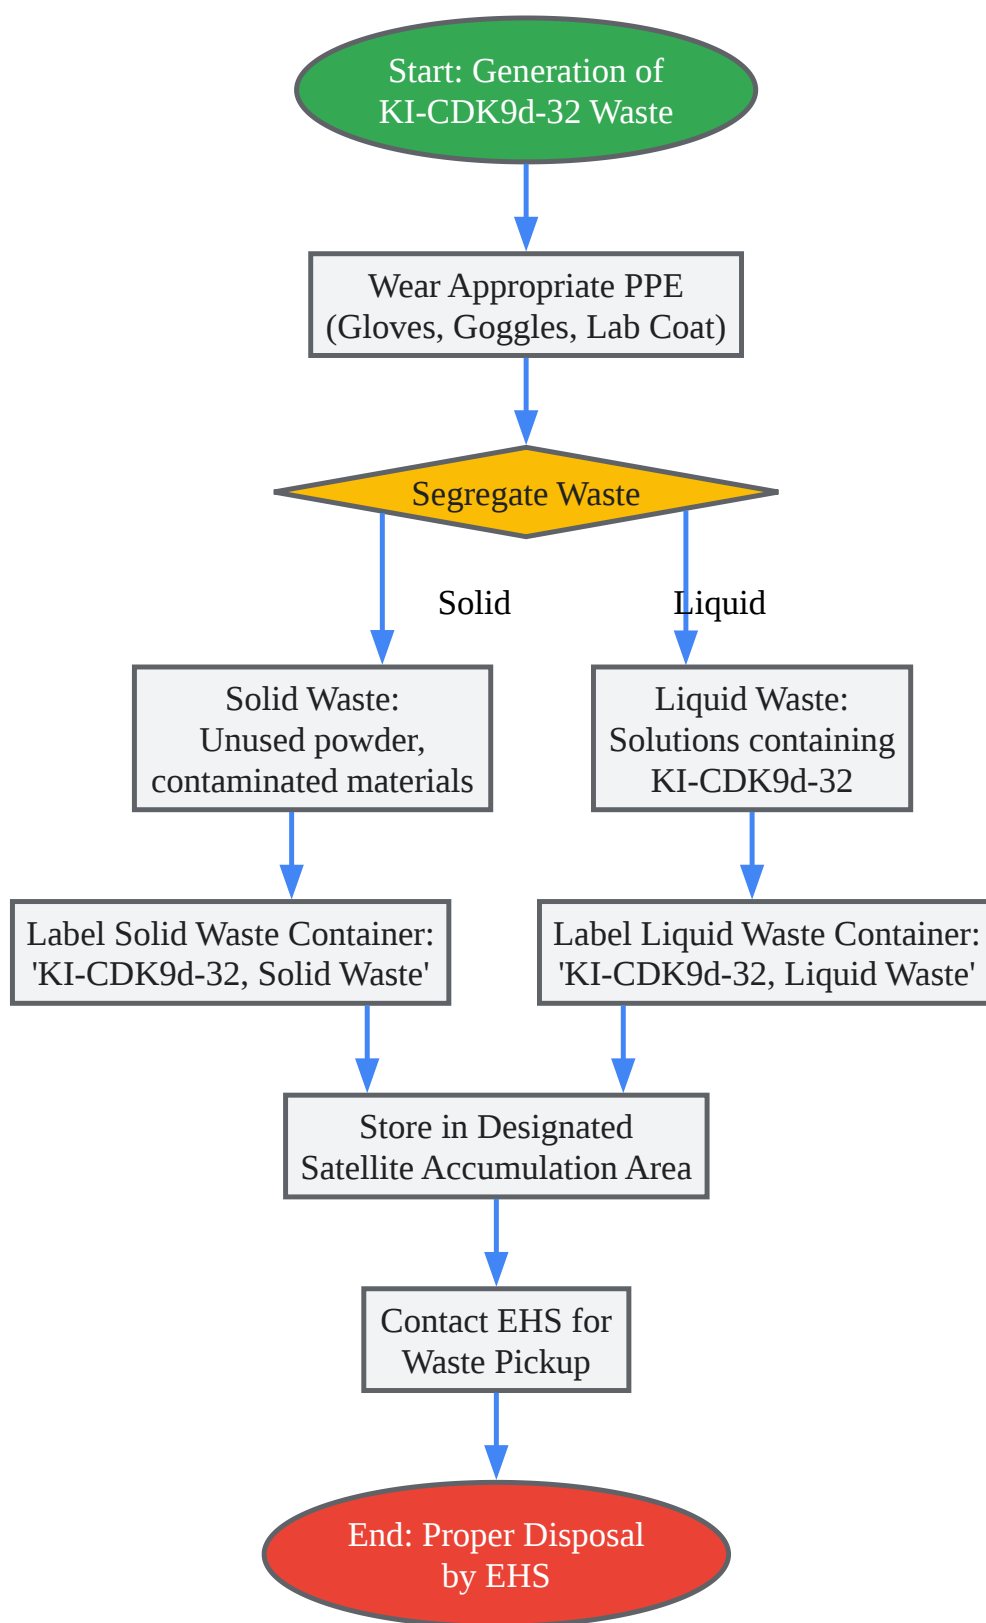 Start: Generation of
KI-CDK9d-32 Waste
Wear Appropriate PPE
(Gloves, Goggles, Lab Coat)
Segregate Waste
Solid
Liquid
Solid Waste:
Unused powder,
contaminated materials
Liquid Waste:
Solutions containing
KI-CDK9d-32
Label Solid Waste Container:
'KI-CDK9d-32, Solid Waste'
Label Liquid Waste Container:
'KI-CDK9d-32, Liquid Waste'
Store in Designated
Satellite Accumulation Area
Contact EHS for
Waste Pickup
End: Proper Disposal
by EHS